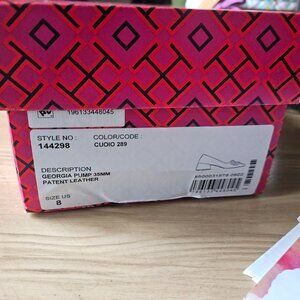 196133448045
STYLE NO :
COLOR/CODE :
144298
CUOIO 289
DESCRIPTION
GEORGIA PUMP 35MM
PATENT LEATHER
SIZE US
8